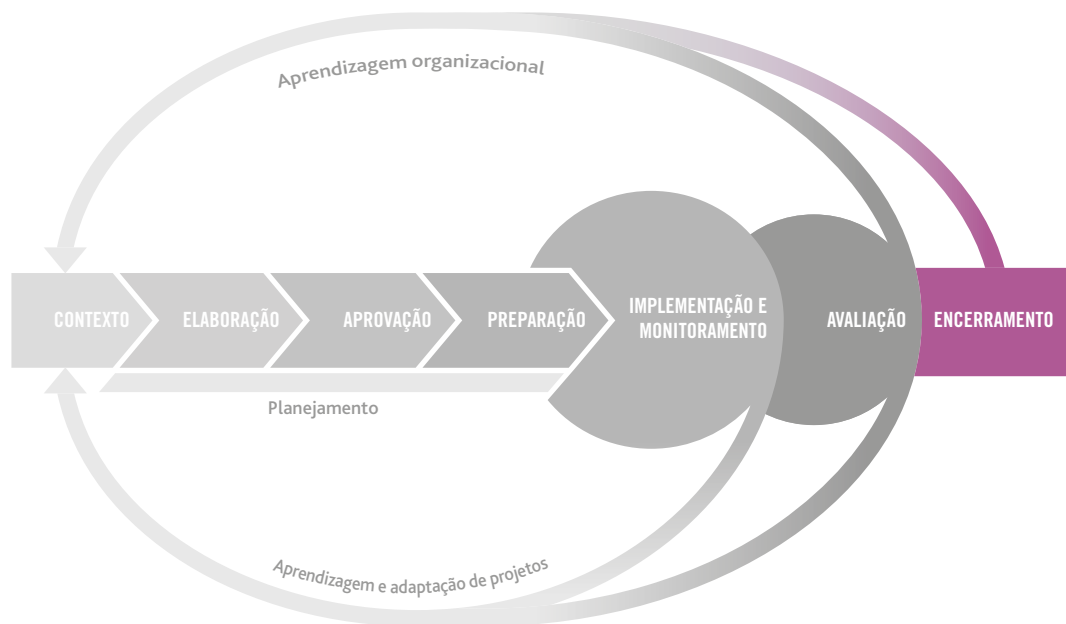 Aprendizagem organizacional
CONTEXTO
ELABORAÇÃO
APROVAÇÃO
PREPARAÇÃO
IMPLEMENTAÇÃO E
MONITORAMENTO
AVALIAÇÃO
ENCERRAMENTO
Planejamento
Aprendizagem e adaptação de projetos